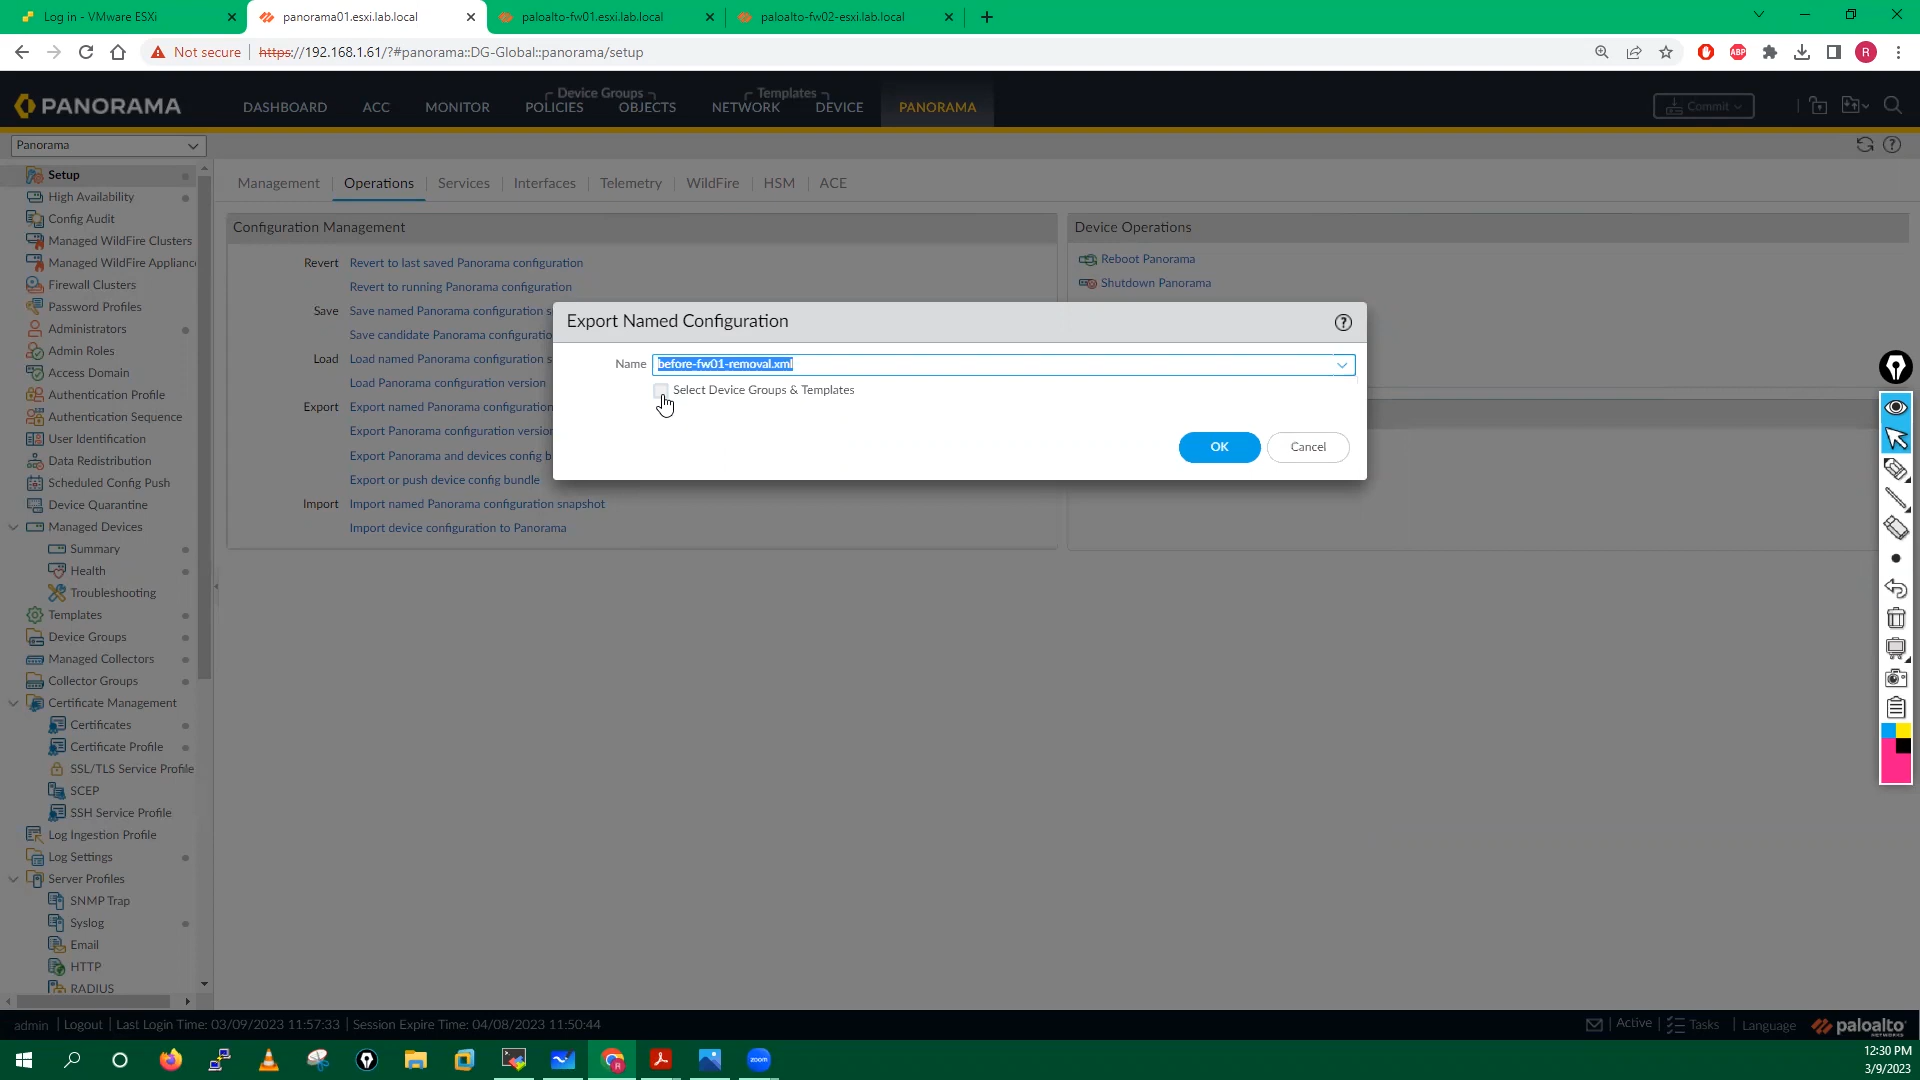 Log in - VMware ESXi
panorama01.esxi.lab.local
paloalto-fw01.esxi.lab.local
paloalto-fw02-esxi.lab.local
Not secure
https://192.168.1.61/?#panorama::DG-Global::panorama/setup
ABP
R
PANORAMA
DASHBOARD
ACC
MONITOR
Device Groups
POLICIES
OBJECTS
Templates
NETWORK
DEVICE
PANORAMA
Commit
Panorama
Setup
High Availability
Config Audit
Managed WildFire Clusters
Managed WildFire Applianc
Firewall Clusters
Password Profiles
Administrators
Admin Roles
Access Domain
Authentication Profile
Authentication Sequence
User Identification
Data Redistribution
Scheduled Config Push
Device Quarantine
Managed Devices
Summary
Health
Troubleshooting
Templates
Device Groups
Managed Collectors
Collector Groups
Certificate Management
Certificates
Certificate Profile
SSL/TLS Service Profile
SCEP
SSH Service Profile
Log Ingestion Profile
Log Settings
Server Profiles
SNMP Trap
Syslog
Email
HTTP
RADIUS
Management
Operations
Services
Interfaces
Telemetry
WildFire
HSM
ACE
Configuration Management
Revert
Revert to last saved Panorama configuration
Revert to running Panorama configuration
Save
Save named Panorama configuration s
Save candidate Panorama configuratio
Load
Load named Panorama configuration s
Load Panorama configuration version
Export
Export named Panorama configuration
Export Panorama configuration version
Export Panorama and devices config b
Export or push device config bundle
Import
Import named Panorama configuration snapshot
Import device configuration to Panorama
Device Operations
Reboot Panorama
Shutdown Panorama
Export Named Configuration
Name
before-fw01-removal.xml
Select Device Groups & Templates
OK
Cancel
admin
Logout
Last Login Time: 03/09/2023 11:57:33
Session Expire Time: 04/08/2023 11:50:44
Active
Tasks
Language
paloalto
NETWORKS
zoom
12:30 PM
3/9/2023